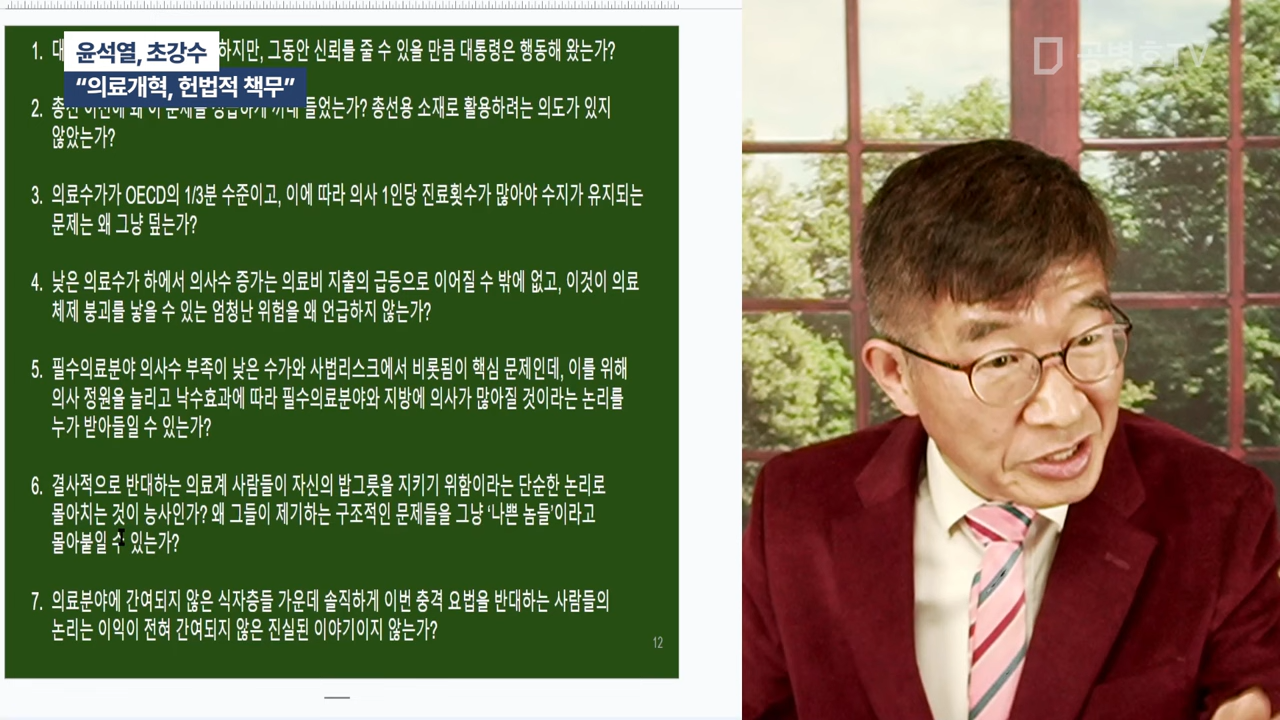 윤석열, 초강수
“의료개혁, 헌법적 책무”
공병호TV
1. 대 하지만, 그동안 신뢰를 줄 수 있을 만큼 대통령은 행동해 왔는가?
2. 총선 이전에 왜 이 문제를 성급하게 꺼내 들었는가? 총선용 소재로 활용하려는 의도가 있지
않았는가?
3. 의료수가가 OECD의 1/3분 수준이고, 이에 따라 의사 1인당 진료횟수가 많아야 수지가 유지되는
문제는 왜 그냥 덮는가?
4. 낮은 의료수가 하에서 의사수 증가는 의료비 지출의 급등으로 이어질 수 밖에 없고, 이것이 의료
체제 붕괴를 낳을 수 있는 엄청난 위험을 왜 언급하지 않는가?
5. 필수의료분야 의사수 부족이 낮은 수가와 사법리스크에서 비롯됨이 핵심 문제인데, 이를 위해
의사 정원을 늘리고 낙수효과에 따라 필수의료분야와 지방에 의사가 많아질 것이라는 논리를
누가 받아들일 수 있는가?
6. 결사적으로 반대하는 의료계 사람들이 자신의 밥그릇을 지키기 위함이라는 단순한 논리로
몰아치는 것이 능사인가? 왜 그들이 제기하는 구조적인 문제들을 그냥 ‘나쁜 놈들’이라고
몰아붙일 수 있는가?
7. 의료분야에 간여되지 않은 식자층들 가운데 솔직하게 이번 충격 요법을 반대하는 사람들의
논리는 이익이 전혀 간여되지 않은 진실된 이야기이지 않는가?
12